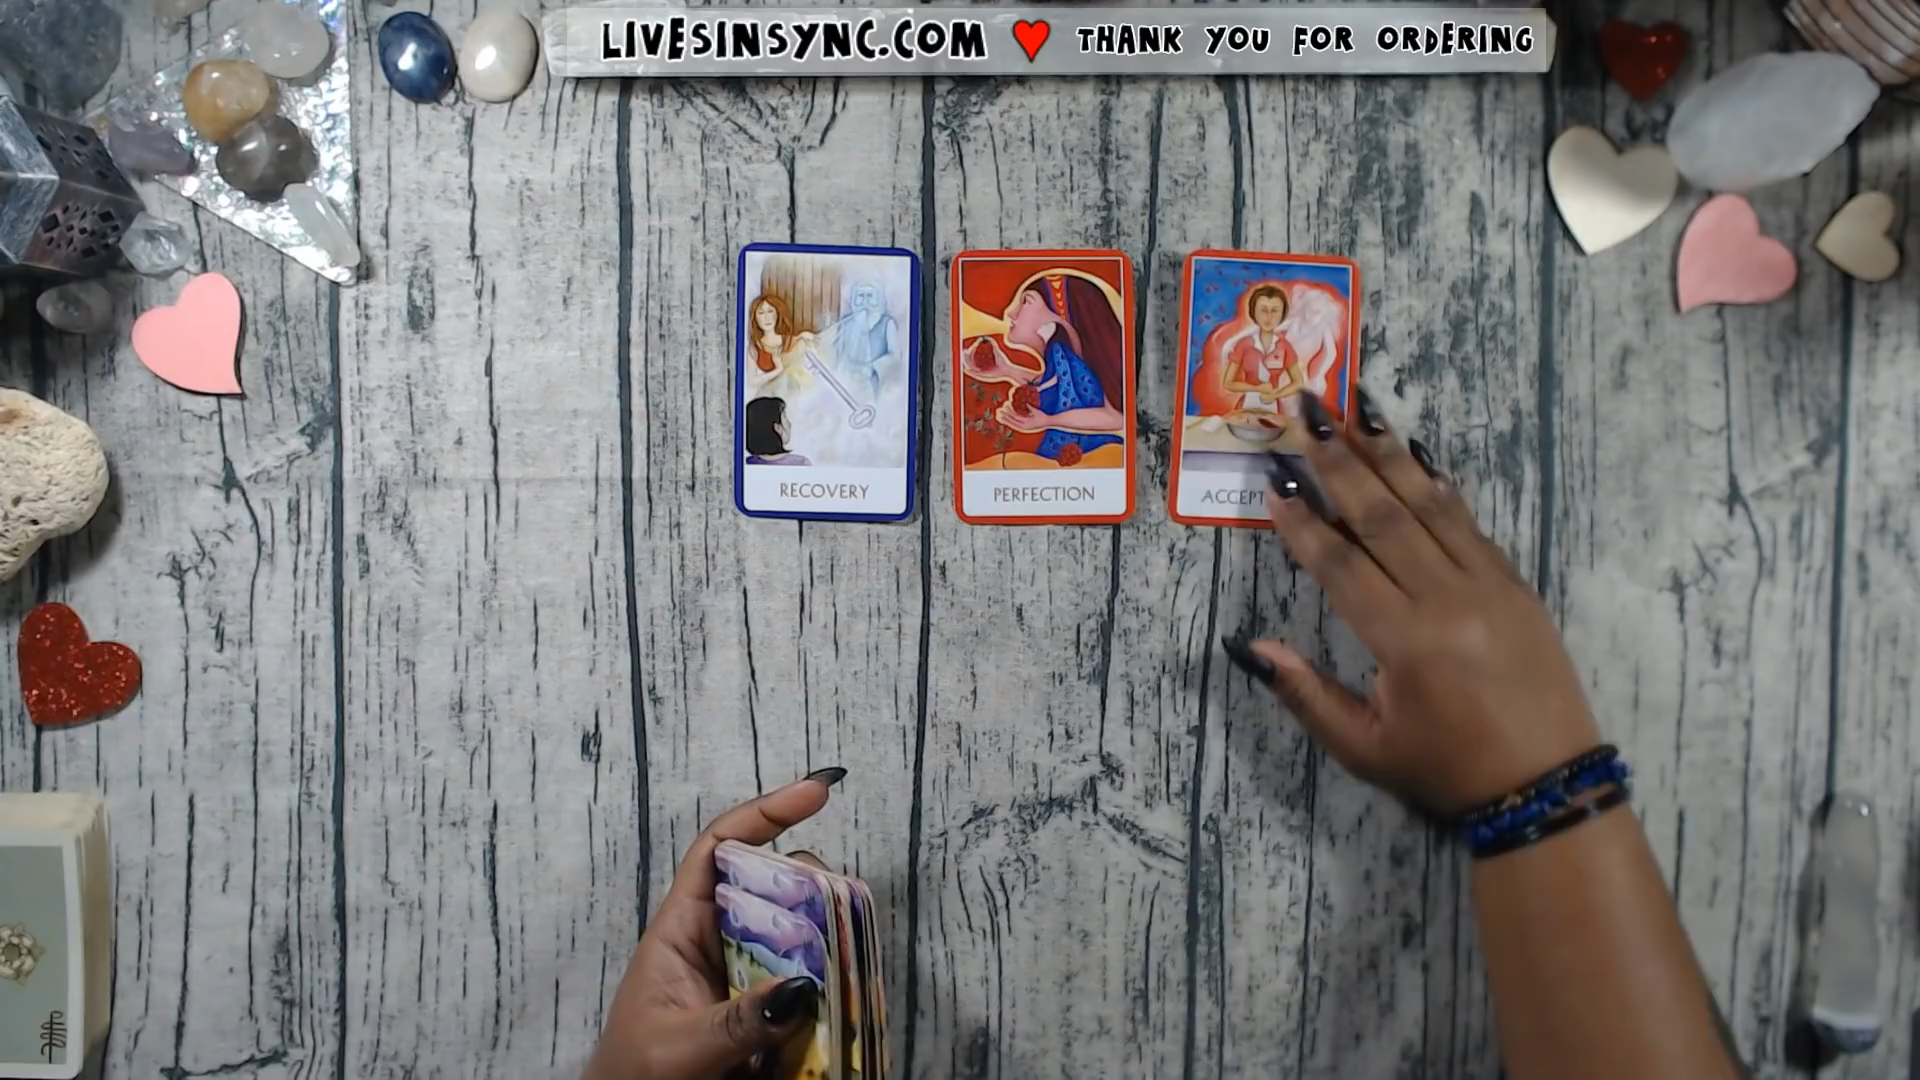 LIVESINSYNC.COM ♥ THANK YOU FOR ORDERING
RECOVERY
PERFECTION
ACCEPT